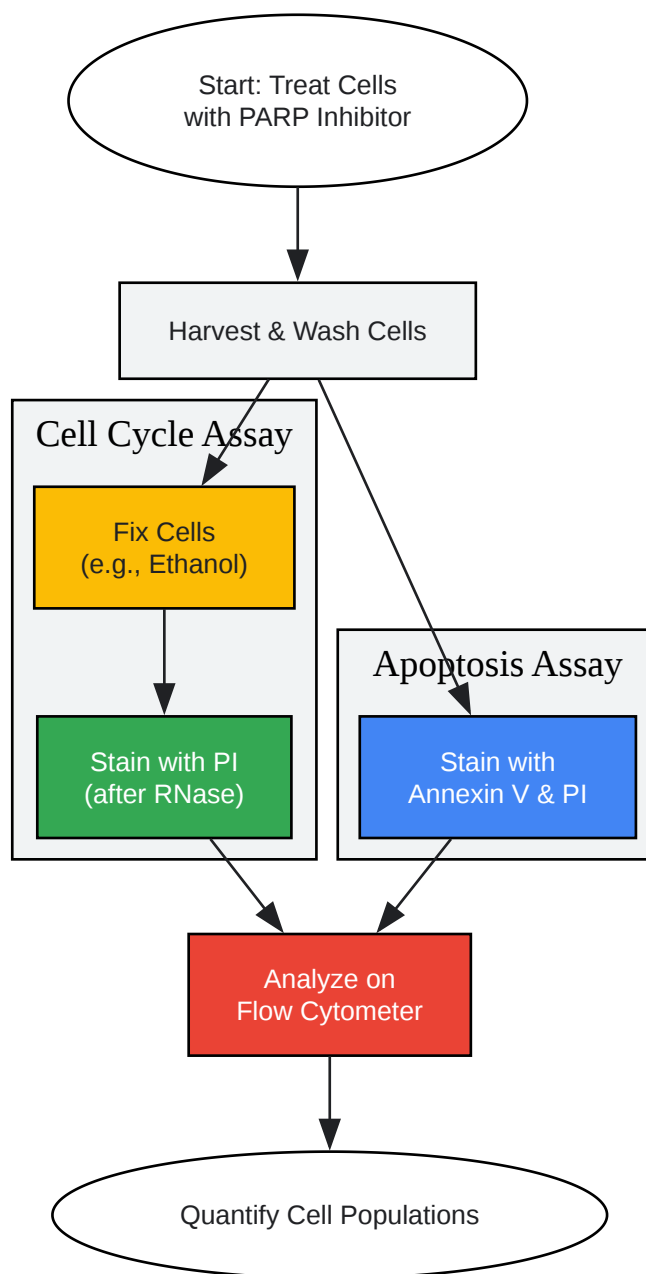 Start: Treat Cells
with PARP Inhibitor
Harvest & Wash Cells
Cell Cycle Assay
Fix Cells
(e.g., Ethanol)
Stain with PI
(after RNase)
Apoptosis Assay
Stain with
Annexin V & PI
Analyze on
Flow Cytometer
Quantify Cell Populations